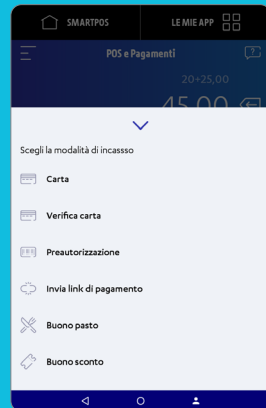 SMARTPOS LE MIE APP
POS e Pagamenti
20+25,00
45,00
Scegli la modalità di incassso
Carta
Verifica carta
Preautorizzazione
Invia link di pagamento
Buono pasto
Buono sconto